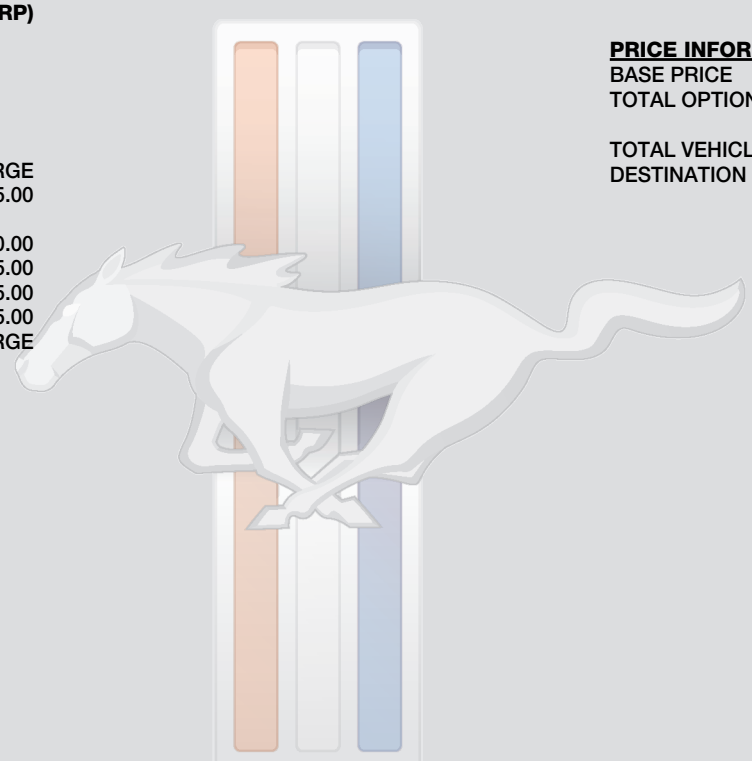 RP)
RGE
5.00
0.00
5.00
5.00
5.00
RGE
PRICE INFOR
BASE PRICE
TOTAL OPTION
TOTAL VEHICL
DESTINATION